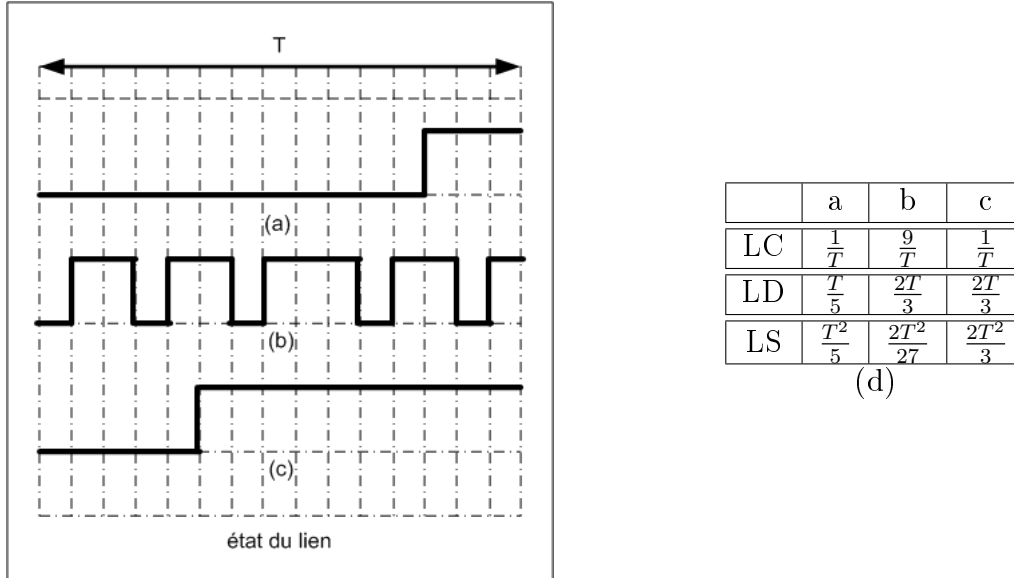 T
(a)
(b)
(c)
état du lien
a b c
LC 1/T 9/T 1/T
LD T/5 2T/3 2T/3
LS T²/5 2T²/27 2T²/3
(d)